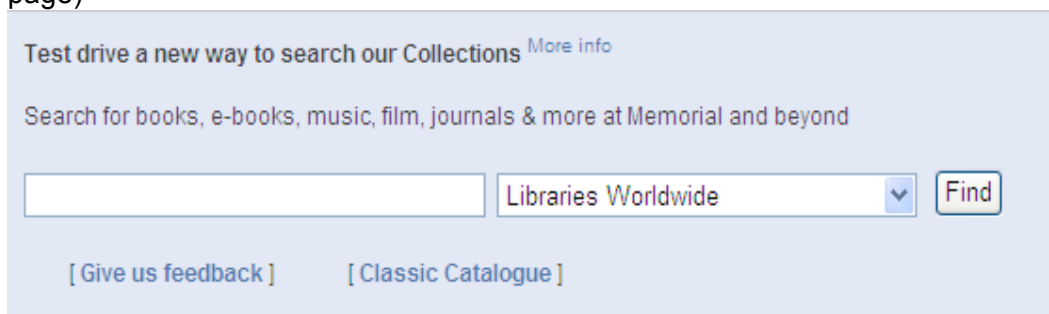 page)
Test drive a new way to search our Collections More info
Search for books, e-books, music, film, journals & more at Memorial and beyond
Libraries Worldwide Find
[ Give us feedback ] [ Classic Catalogue ]